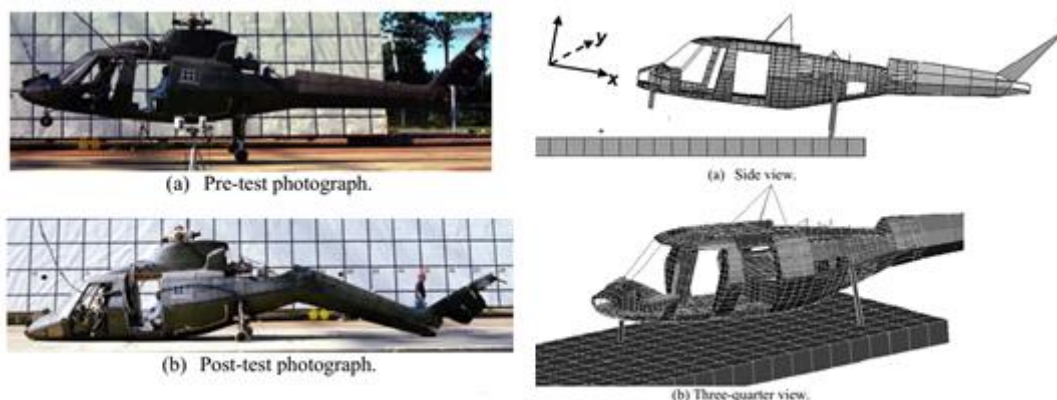 (a) Pre-test photograph.
(b) Post-test photograph.
y
x
(a) Side view.
(b) Three-quarter view.